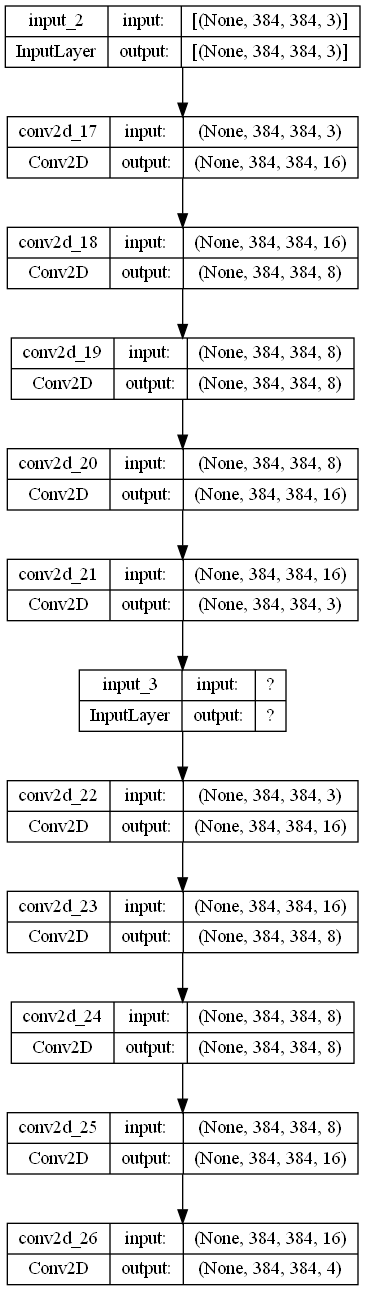 input_2 input: [(None, 384, 384, 3)]
InputLayer output: [(None, 384, 384, 3)]
conv2d_17 input: (None, 384, 384, 3)
Conv2D output: (None, 384, 384, 16)
conv2d_18 input: (None, 384, 384, 16)
Conv2D output: (None, 384, 384, 8)
conv2d_19 input: (None, 384, 384, 8)
Conv2D output: (None, 384, 384, 8)
conv2d_20 input: (None, 384, 384, 8)
Conv2D output: (None, 384, 384, 16)
conv2d_21 input: (None, 384, 384, 16)
Conv2D output: (None, 384, 384, 3)
input_3 input: ?
InputLayer output: ?
conv2d_22 input: (None, 384, 384, 3)
Conv2D output: (None, 384, 384, 16)
conv2d_23 input: (None, 384, 384, 16)
Conv2D output: (None, 384, 384, 8)
conv2d_24 input: (None, 384, 384, 8)
Conv2D output: (None, 384, 384, 8)
conv2d_25 input: (None, 384, 384, 8)
Conv2D output: (None, 384, 384, 16)
conv2d_26 input: (None, 384, 384, 16)
Conv2D output: (None, 384, 384, 4)